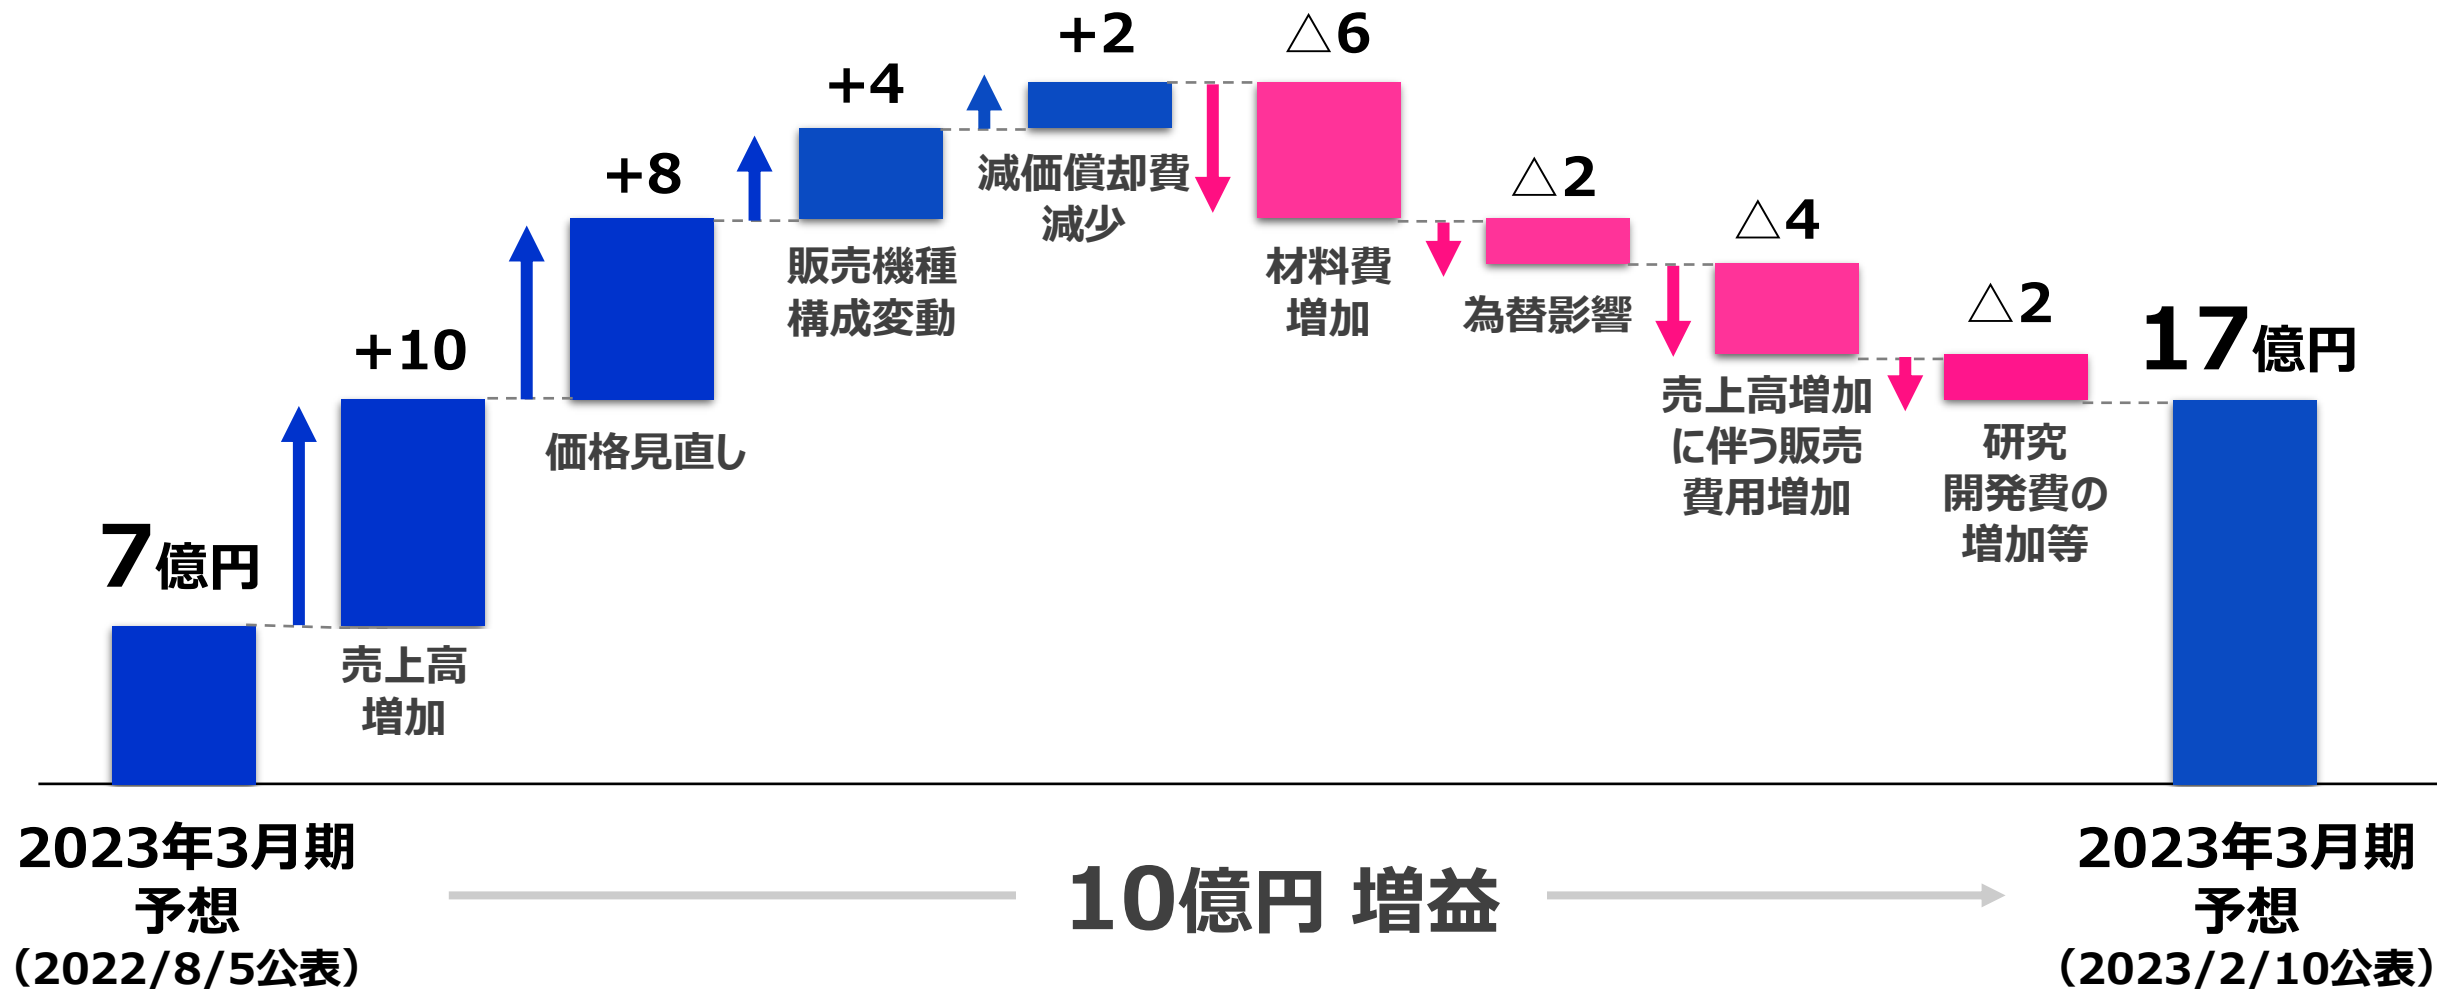 7億円
+10
売上高
増加
+8
価格見直し
+4
販売機種
構成変動
+2
減価償却費
減少
△6
材料費
増加
△2
為替影響
△4
売上高増加
に伴う販売
費用増加
△2
研究
開発費の
増加等
17億円
2023年3月期
予想
（2022/8/5公表）
10億円 増益
2023年3月期
予想
（2023/2/10公表）